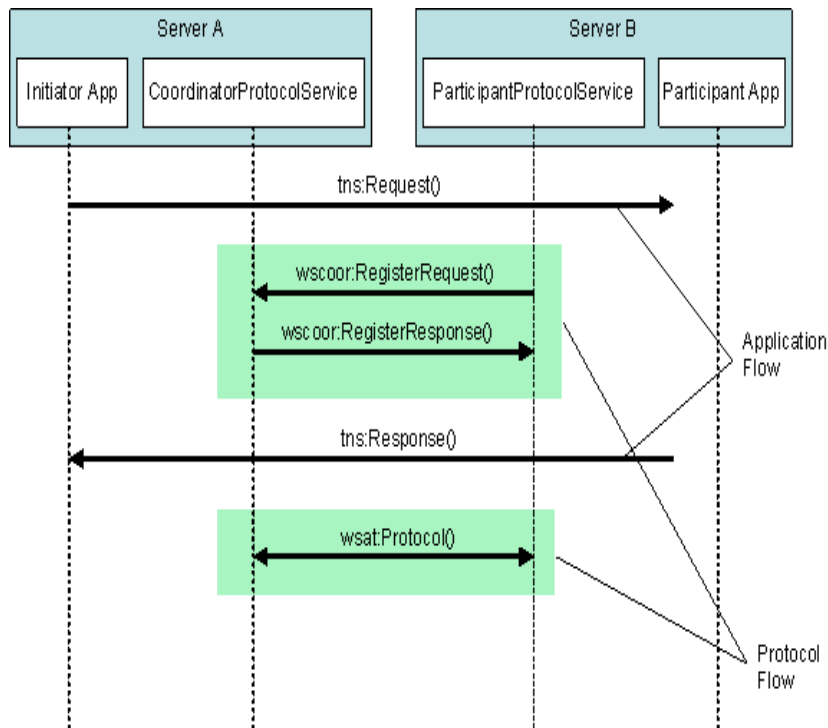 Server A
Server B
Initiator App
CoordinatorProtocolService
ParticipantProtocolService
Participant App
tns:Request()
wscoor:RegisterRequest()
wscoor:RegisterResponse()
Application
Flow
tns:Response()
wsat:Protocol()
Protocol
Flow